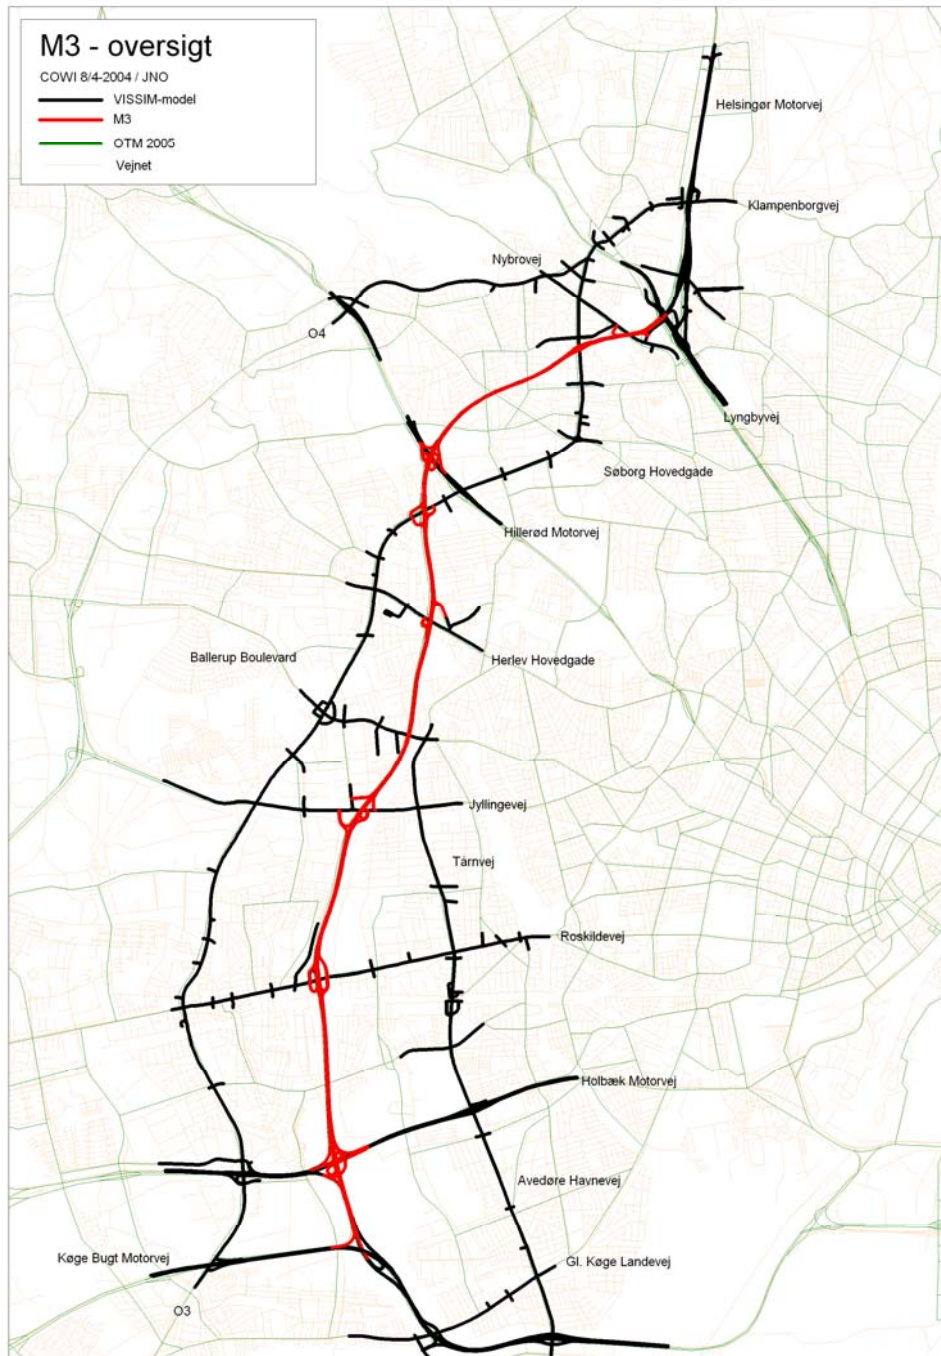 M3 - oversigt
COWI 8/4-2004 / JNO
VISSIM-model
M3
OTM 2005
Vejnet
Helsingør Motorvej
Klampenborgvej
Nybrovej
O4
Lyngbyvej
Søborg Hovedgade
Hillerød Motorvej
Ballerup Boulevard
Herlev Hovedgade
Jyllingevej
Tårnvej
Roskildevej
Holbæk Motorvej
Avedøre Havnevej
Køge Bugt Motorvej
Gl. Køge Landevej
O3